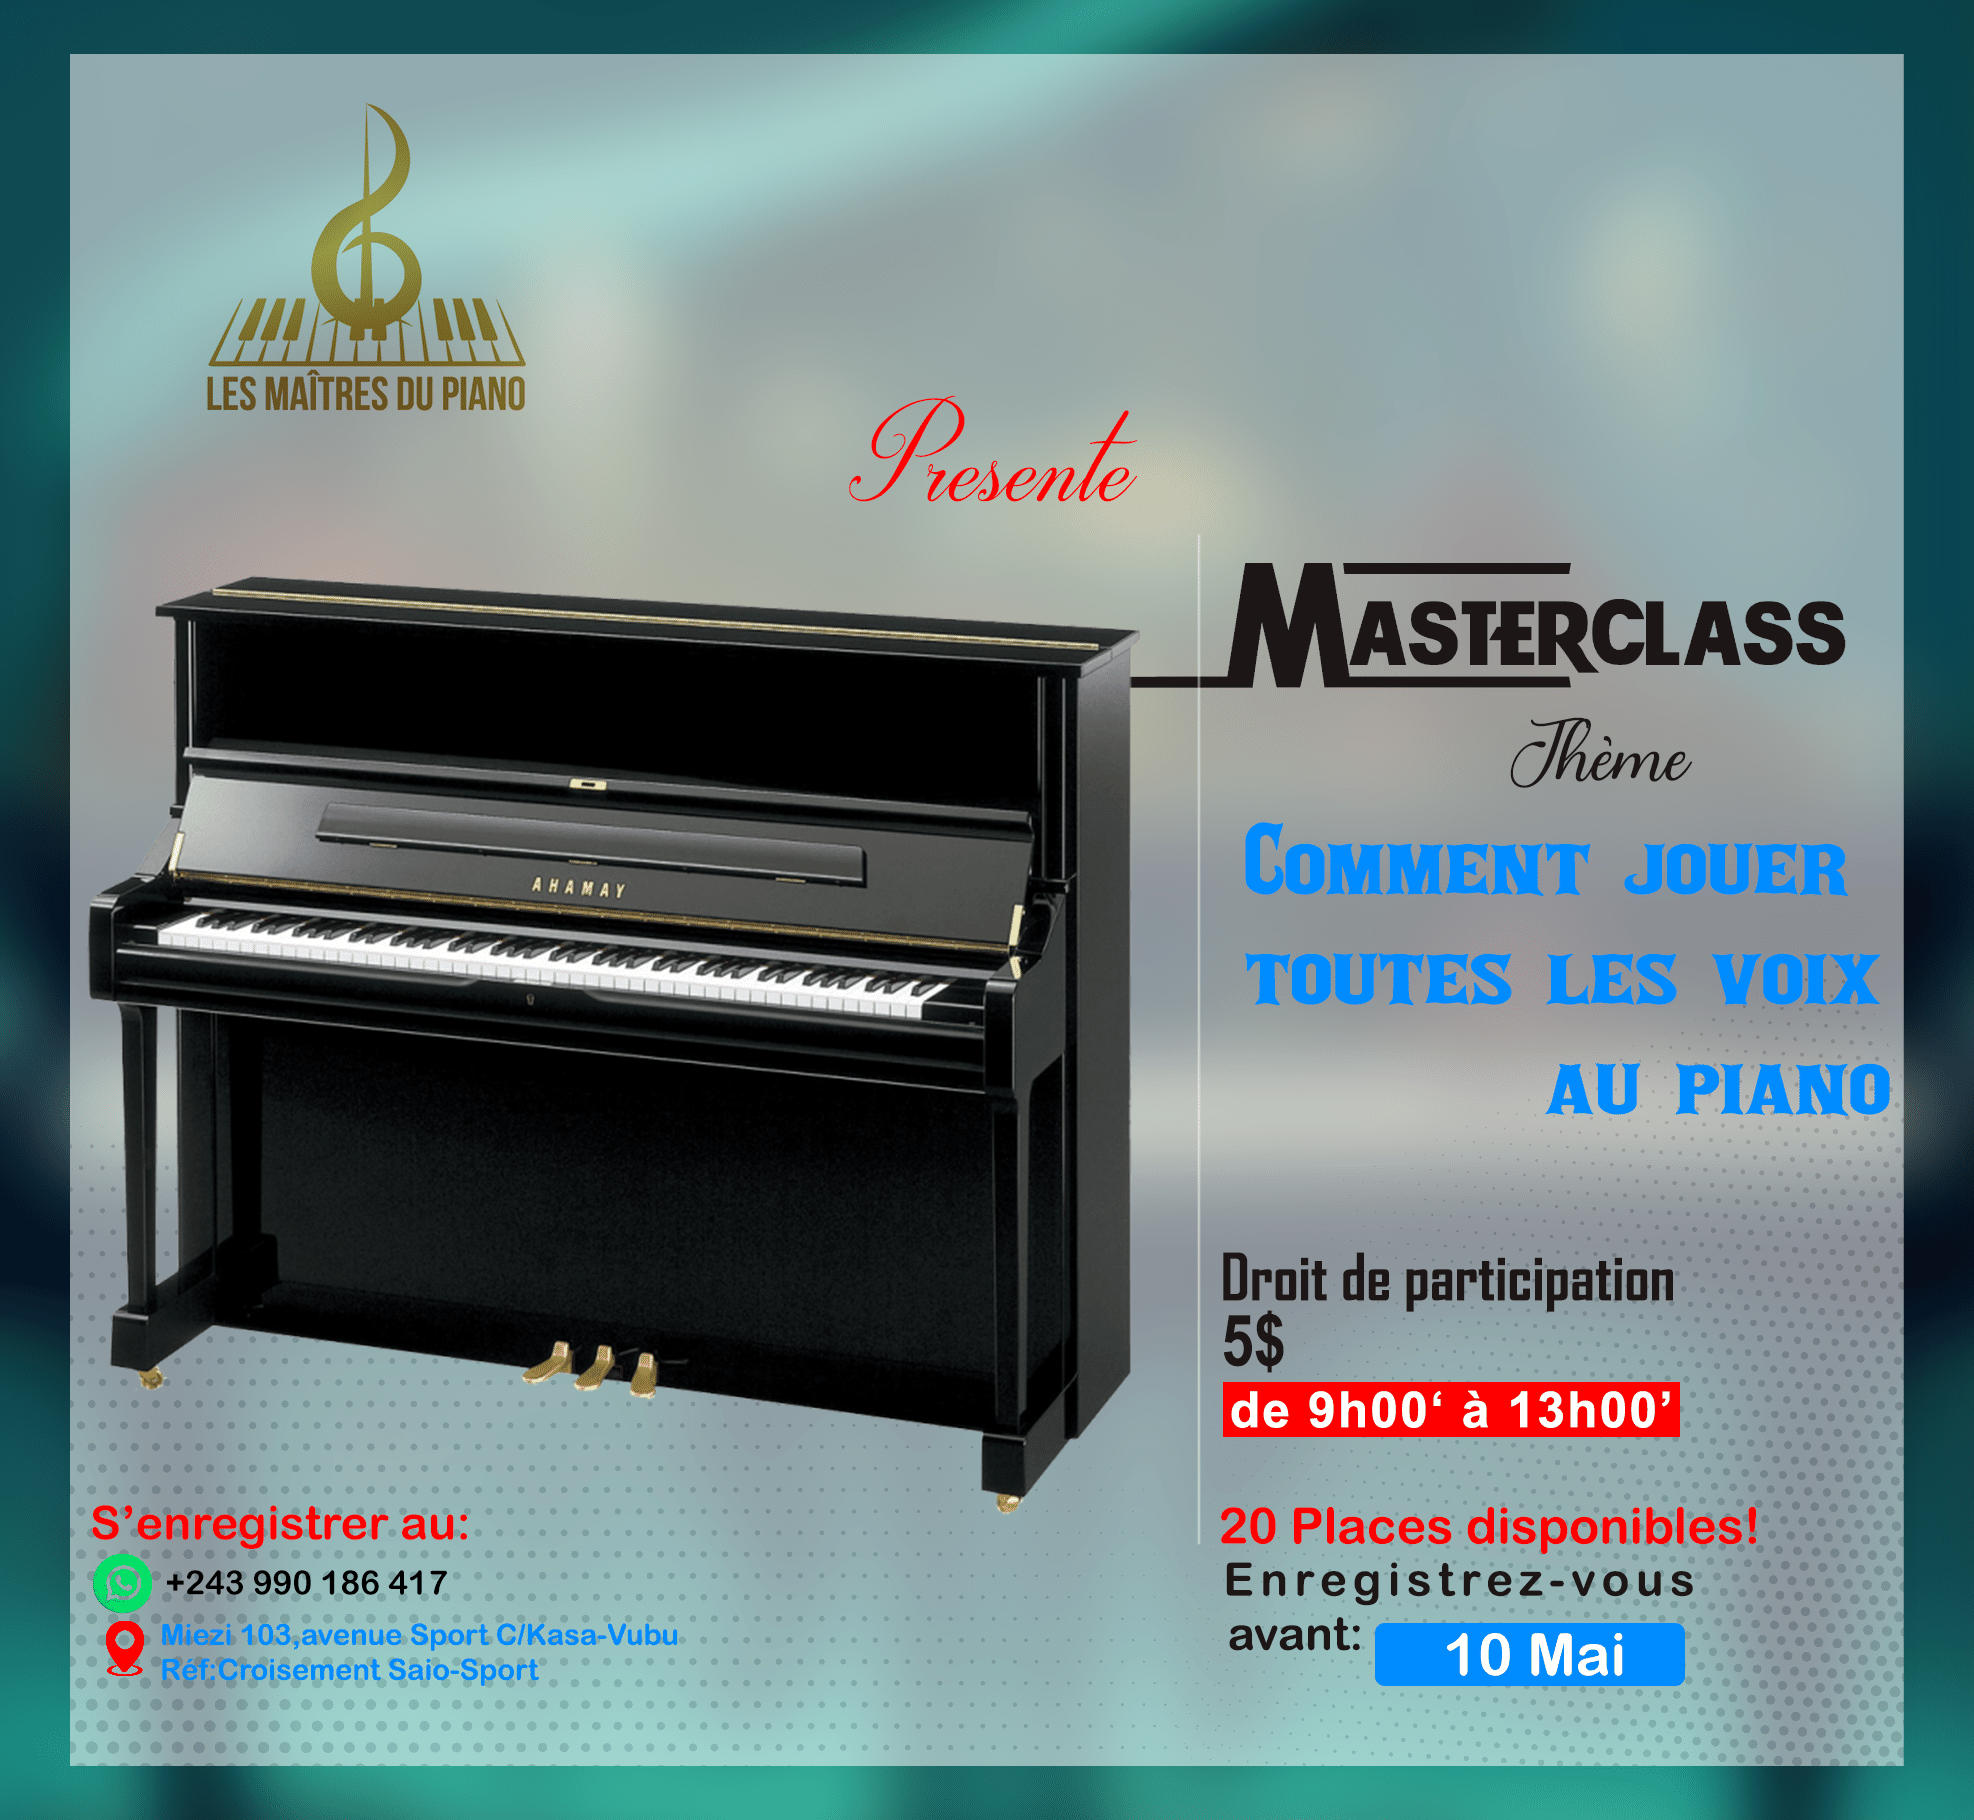 LES MAÎTRES DU PIANO
Presente
MASTERCLASS
Thème
COMMENT JOUER
TOUTES LES VOIX
AU PIANO
AHAMAY
Droit de participation
5$
de 9h00‘ à 13h00’
20 Places disponibles!
Enregistrez-vous
avant: 10 Mai
S’enregistrer au:
+243 990 186 417
Miezi 103,avenue Sport C/Kasa-Vubu
Réf:Croisement Saio-Sport